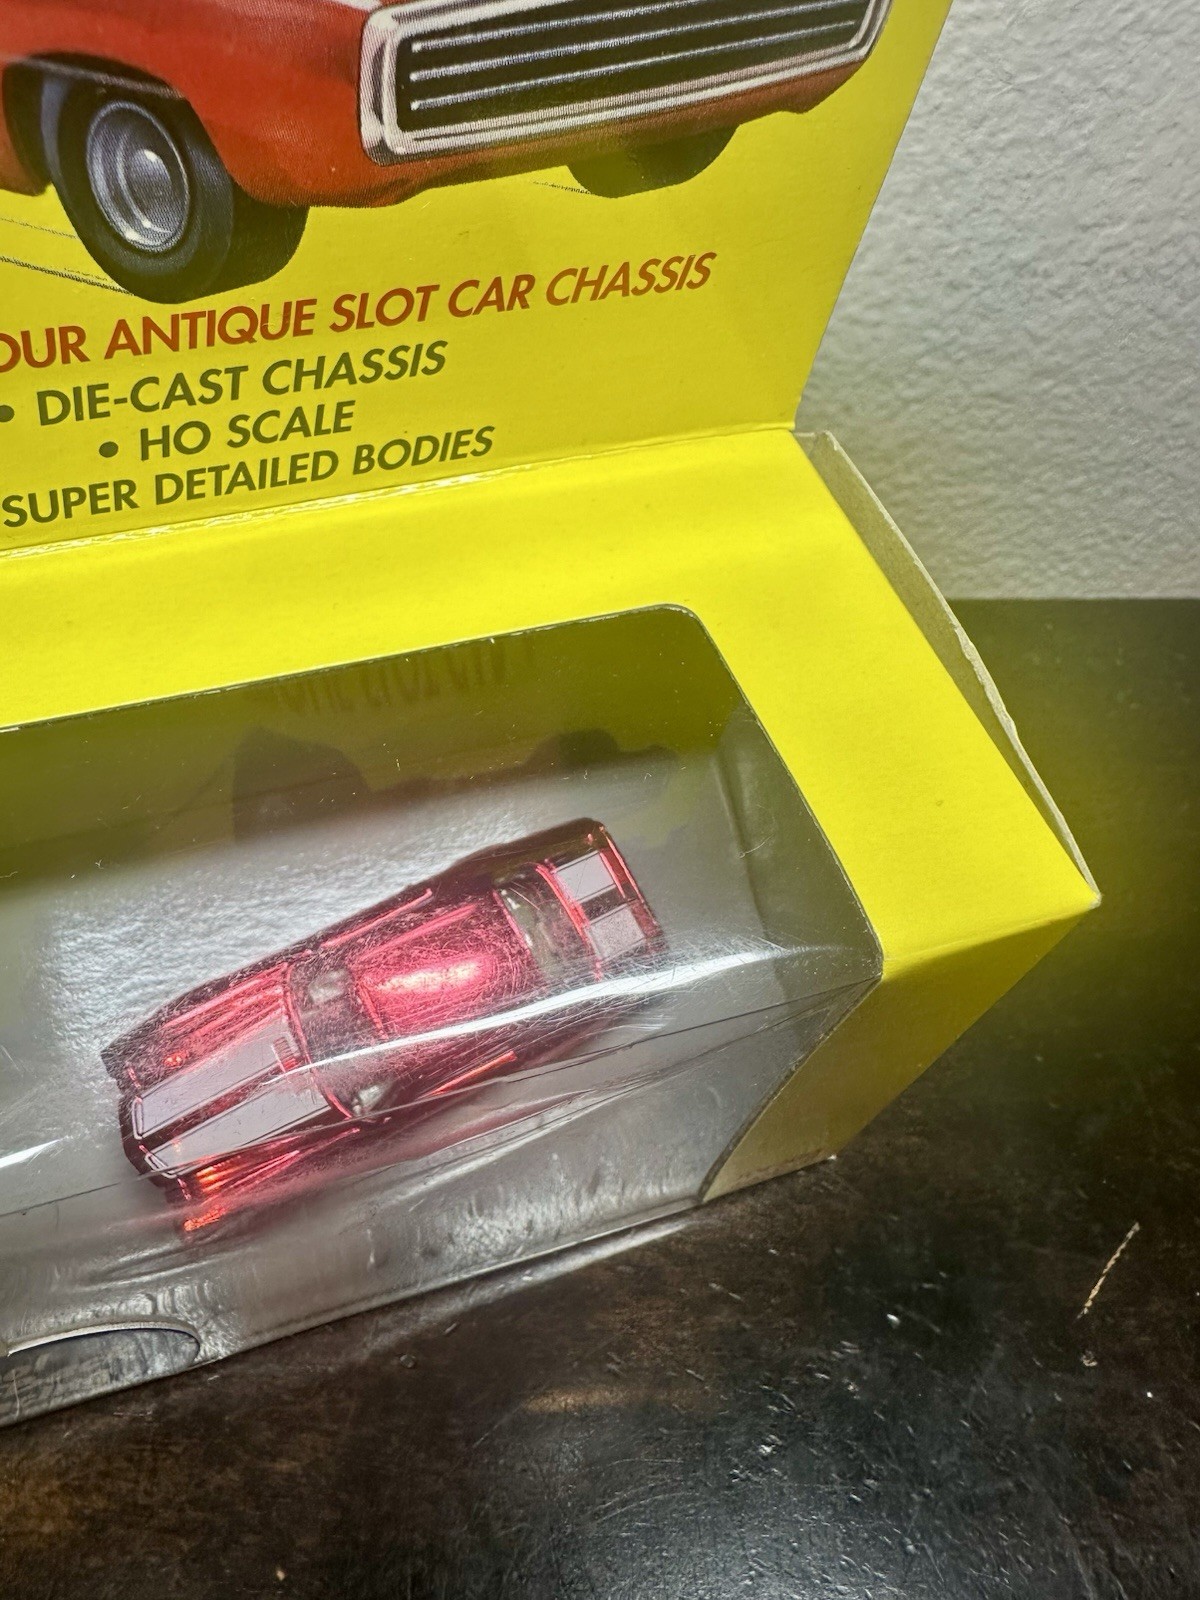 OUR ANTIQUE SLOT CAR CHASSIS
• DIE-CAST CHASSIS
• HO SCALE
SUPER DETAILED BODIES